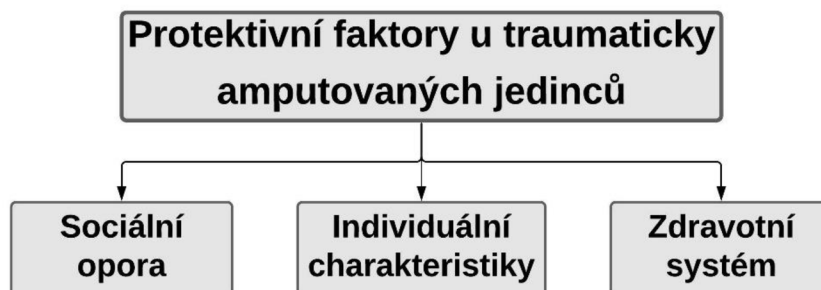 Protektivní faktory u traumaticky
amputovaných jedinců
Sociální
opora
Individuální
charakteristiky
Zdravotní
systém